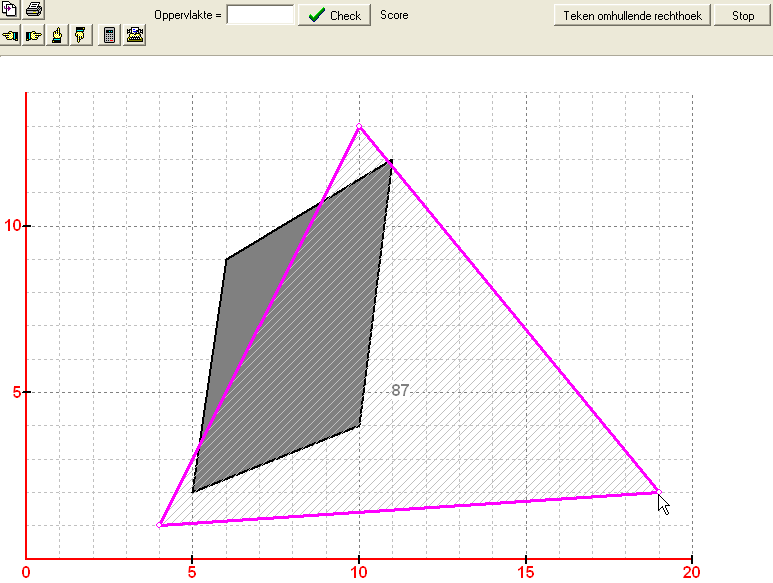 Oppervlakte =
Check
Score
Teken omhullende rechthoek
Stop
10
5
87
0
5
10
15
20